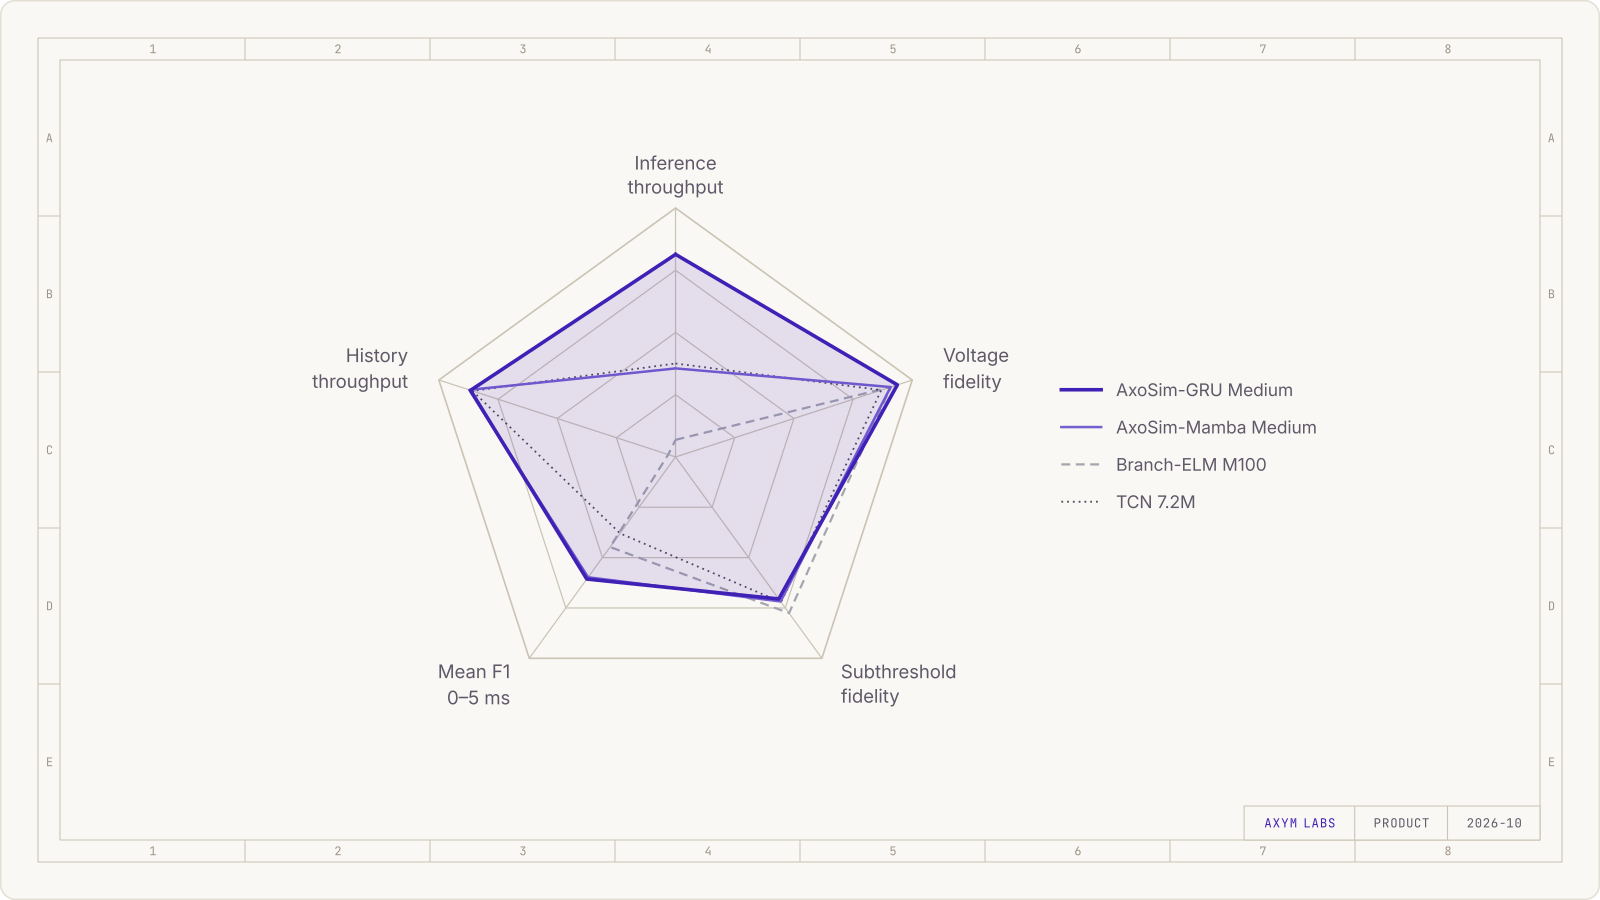 1 2 3 4 5 6 7 8
A A
Inference
throughput
B B
History
throughput
Voltage
fidelity
AxoSim-GRU Medium
AxoSim-Mamba Medium
Branch-ELM M100
TCN 7.2M
C C
D D
Mean F1
0–5 ms
Subthreshold
fidelity
E E
AXYM LABS PRODUCT 2026-10
1 2 3 4 5 6 7 8